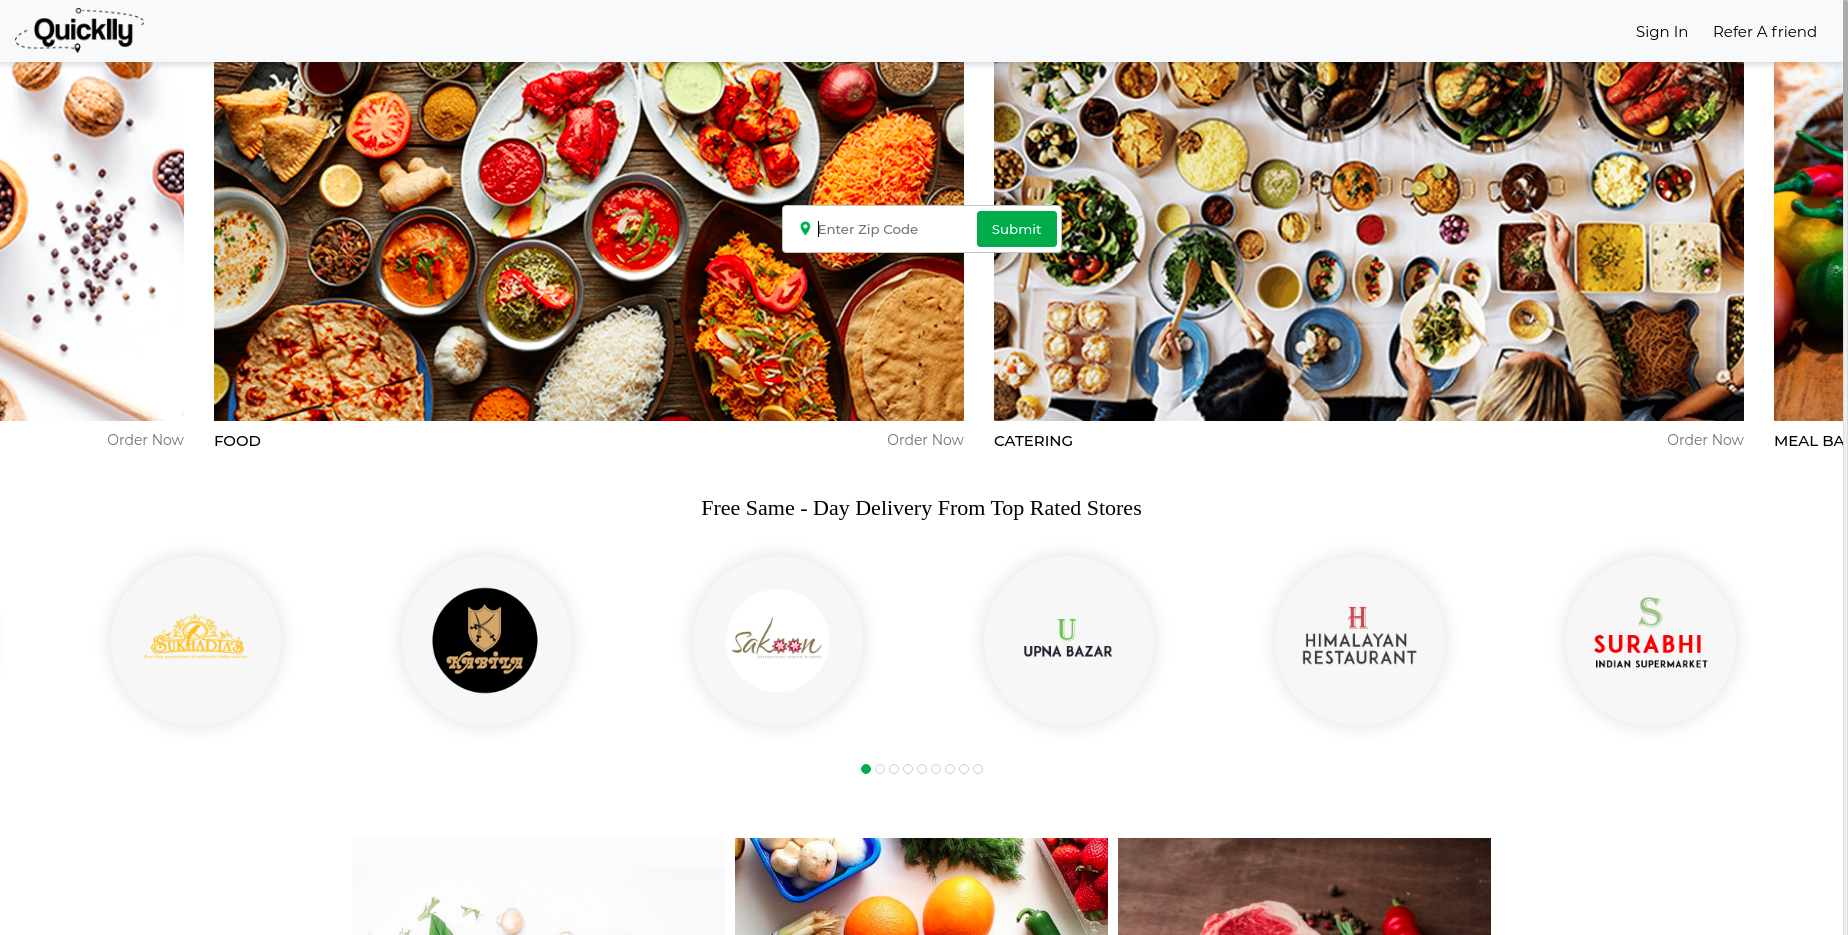 Quicklly
Sign In
Refer A friend
Enter Zip Code
Submit
Order Now
FOOD
Order Now
CATERING
Order Now
MEAL BA
Free Same - Day Delivery From Top Rated Stores
SUKHADIA'S
KABILA
Sakoon
U
UPNA BAZAR
H
HIMALAYAN
RESTAURANT
S
SURABHI
INDIAN SUPERMARKET